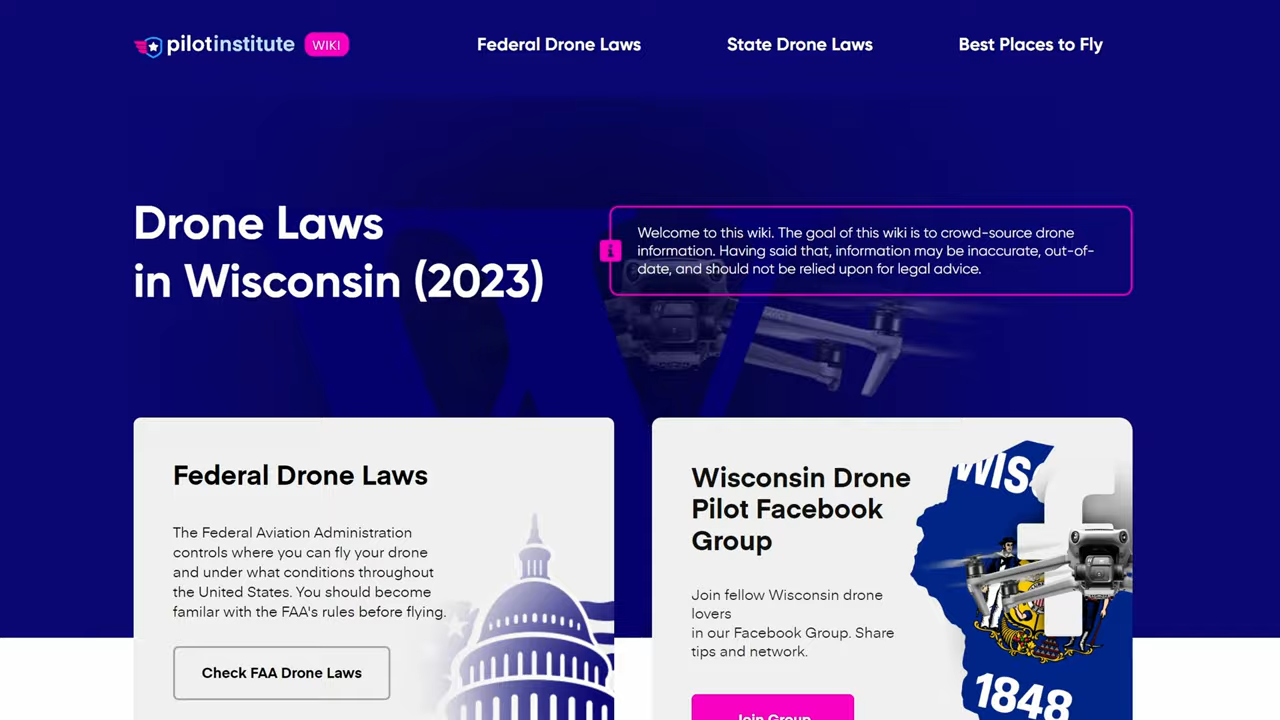 pilotinstitute WIKI
Federal Drone Laws
State Drone Laws
Best Places to Fly
Drone Laws
in Wisconsin (2023)
Welcome to this wiki. The goal of this wiki is to crowd-source drone
information. Having said that, information may be inaccurate, out-of-
date, and should not be relied upon for legal advice.
Federal Drone Laws
The Federal Aviation Administration
controls where you can fly your drone
and under what conditions throughout
the United States. You should become
familar with the FAA's rules before flying.
Check FAA Drone Laws
Wisconsin Drone
Pilot Facebook
Group
Join fellow Wisconsin drone
lovers
in our Facebook Group. Share
tips and network.
Join Group
WISC
1848